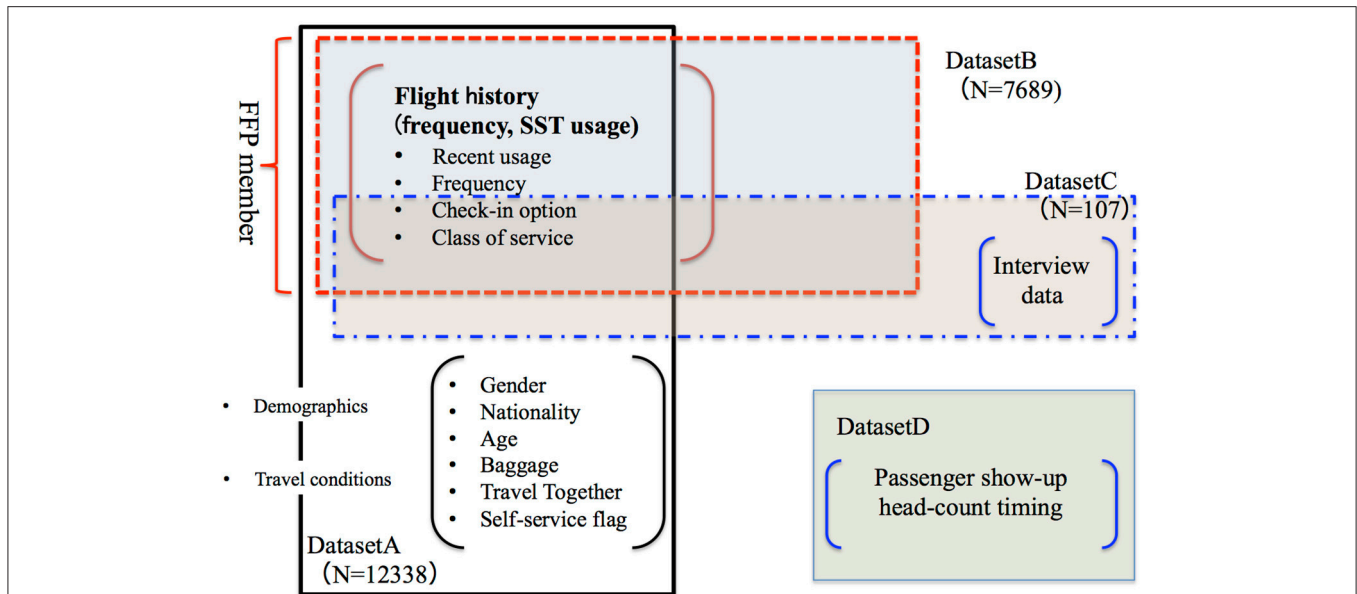 DatasetB
(N=7689)
FFP member
Flight history
(frequency, SST usage)
• Recent usage
• Frequency
• Check-in option
• Class of service
DatasetC
(N=107)
Interview
data
• Demographics
• Travel conditions
• Gender
• Nationality
• Age
• Baggage
• Travel Together
• Self-service flag
DatasetA
(N=12338)
DatasetD
Passenger show-up
head-count timing